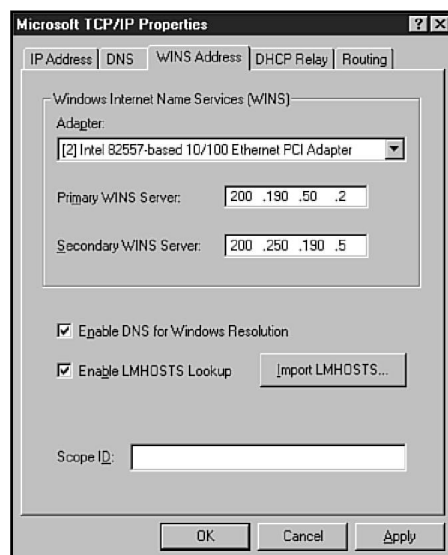 Microsoft TCP/IP Properties
IP Address DNS WINS Address DHCP Relay Routing
Windows Internet Name Services (WINS)
Adapter:
[2] Intel 82557-based 10/100 Ethernet PCI Adapter
Primary WINS Server: 200 .190 .50 .2
Secondary WINS Server: 200 .250 .190 .5
Enable DNS for Windows Resolution
Enable LMHOSTS Lookup Import LMHOSTS...
Scope ID:
OK Cancel Apply